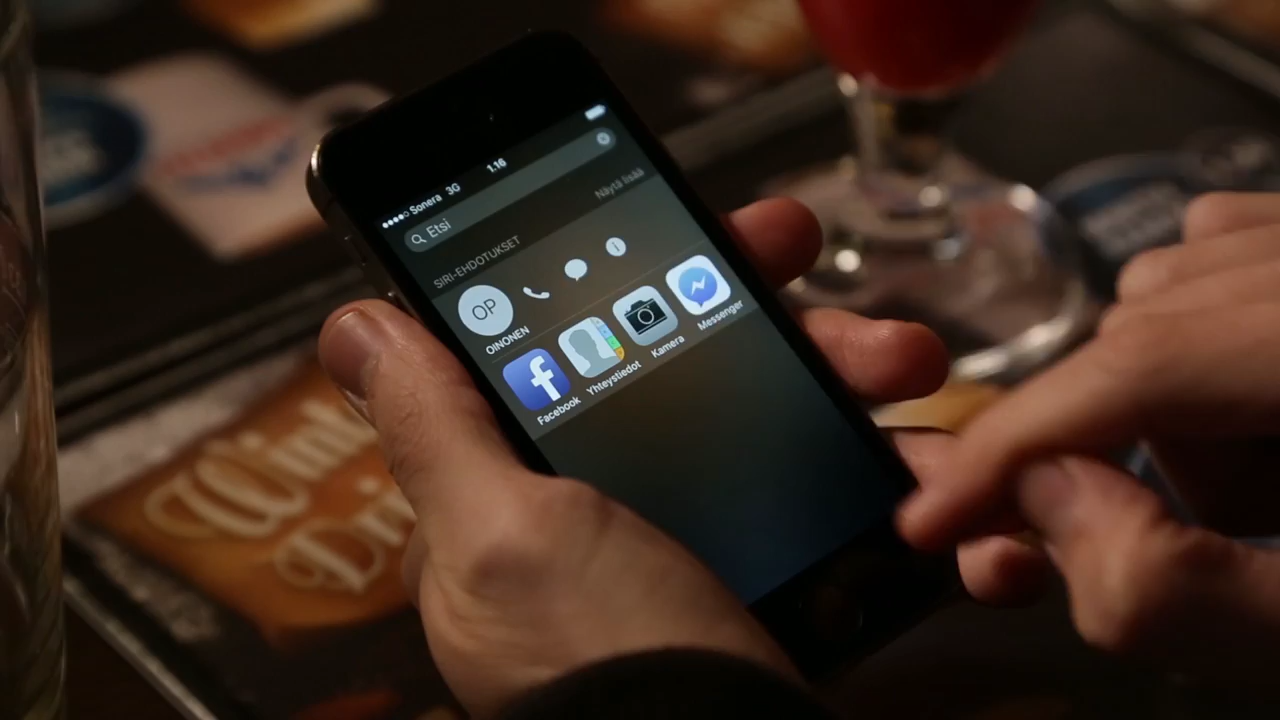 Sonera 3G
1.16
Etsi
SIRI-EHDOTUKSET
Näytä lisää
OP
OINONEN
Facebook
Yhteystiedot
Kamera
Messenger